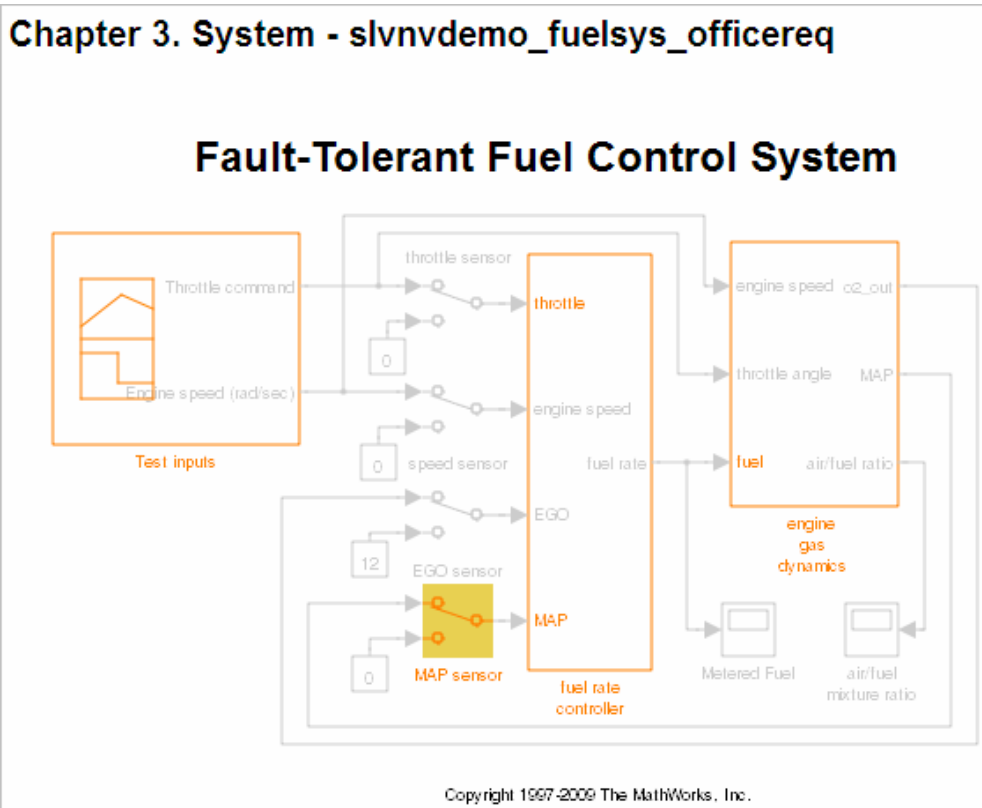 Chapter 3. System - slvnvdemo_fuelsys_officereq
Fault-Tolerant Fuel Control System
Throttle command
Engine speed (rad/sec)
Test inputs
throttle sensor
0
0
speed sensor
12
EGO sensor
0
MAP sensor
throttle
engine speed
fuel rate
EGO
MAP
fuel rate
controller
engine speed
o2_out
throttle angle
MAP
fuel
air/fuel ratio
engine
gas
dynamics
Metered Fuel
air/fuel
mixture ratio
Copyright 1997-2009 The MathWorks, Inc.